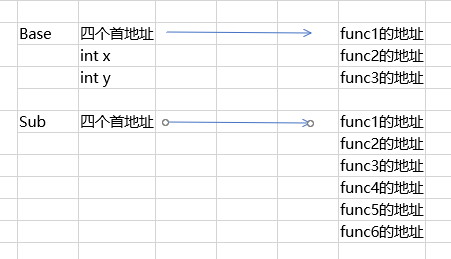 Base 四个首地址 func1的地址
int x func2的地址
int y func3的地址
Sub 四个首地址 func1的地址
func2的地址
func3的地址
func4的地址
func5的地址
func6的地址